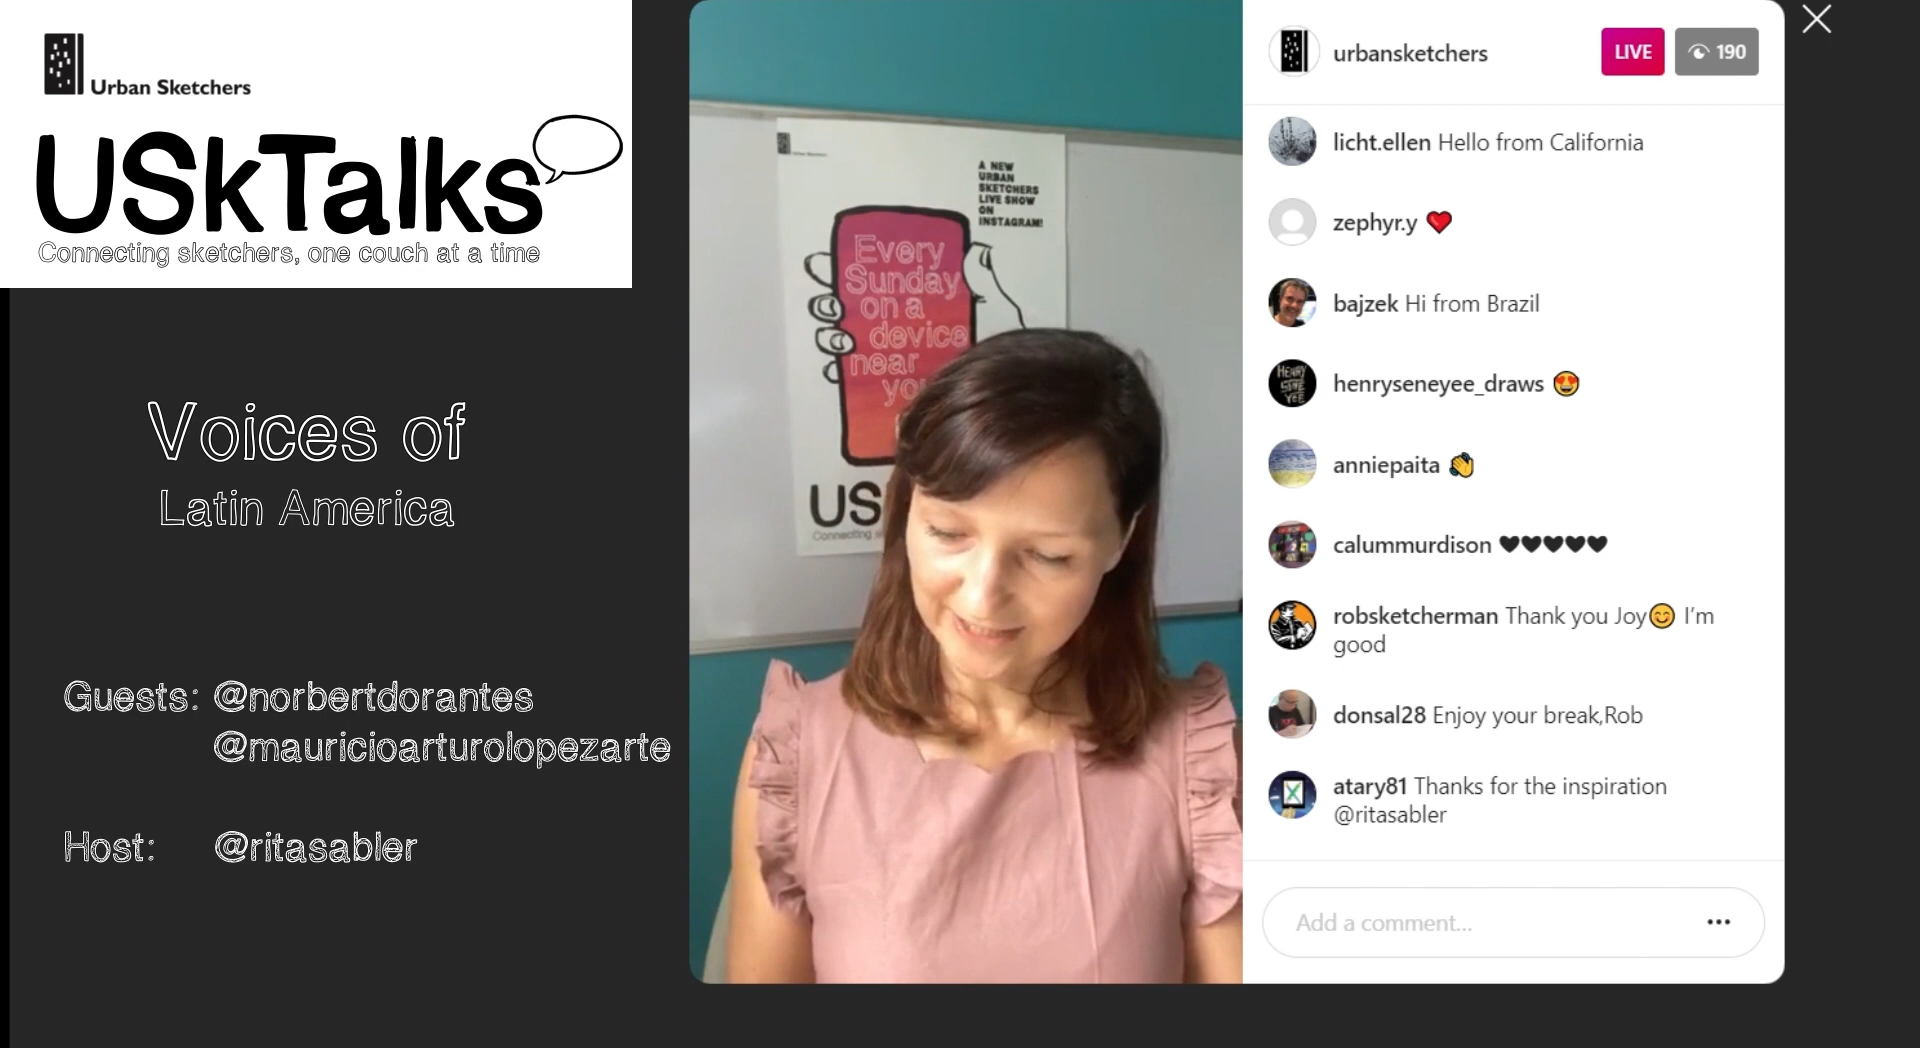 Urban Sketchers
USkTalks
Connecting sketchers, one couch at a time
Voices of
Latin America
Guests: @norbertdorantes
@mauricioarturolopezarte
Host: @ritasabler
A NEW
URBAN
SKETCHERS
LIVE SHOW
ON
INSTAGRAM!
Every
Sunday
on a
device
near
you
US
Connecting
urbansketchers
LIVE
190
licht.ellen Hello from California
zephyr.y ❤️
bajzek Hi from Brazil
henryseneyee_draws 😍
anniepaita 👏
calummurdison ♥♥♥♥♥
robsketcherman Thank you Joy😊 I’m
good
donsal28 Enjoy your break,Rob
atary81 Thanks for the inspiration
@ritasabler
Add a comment...